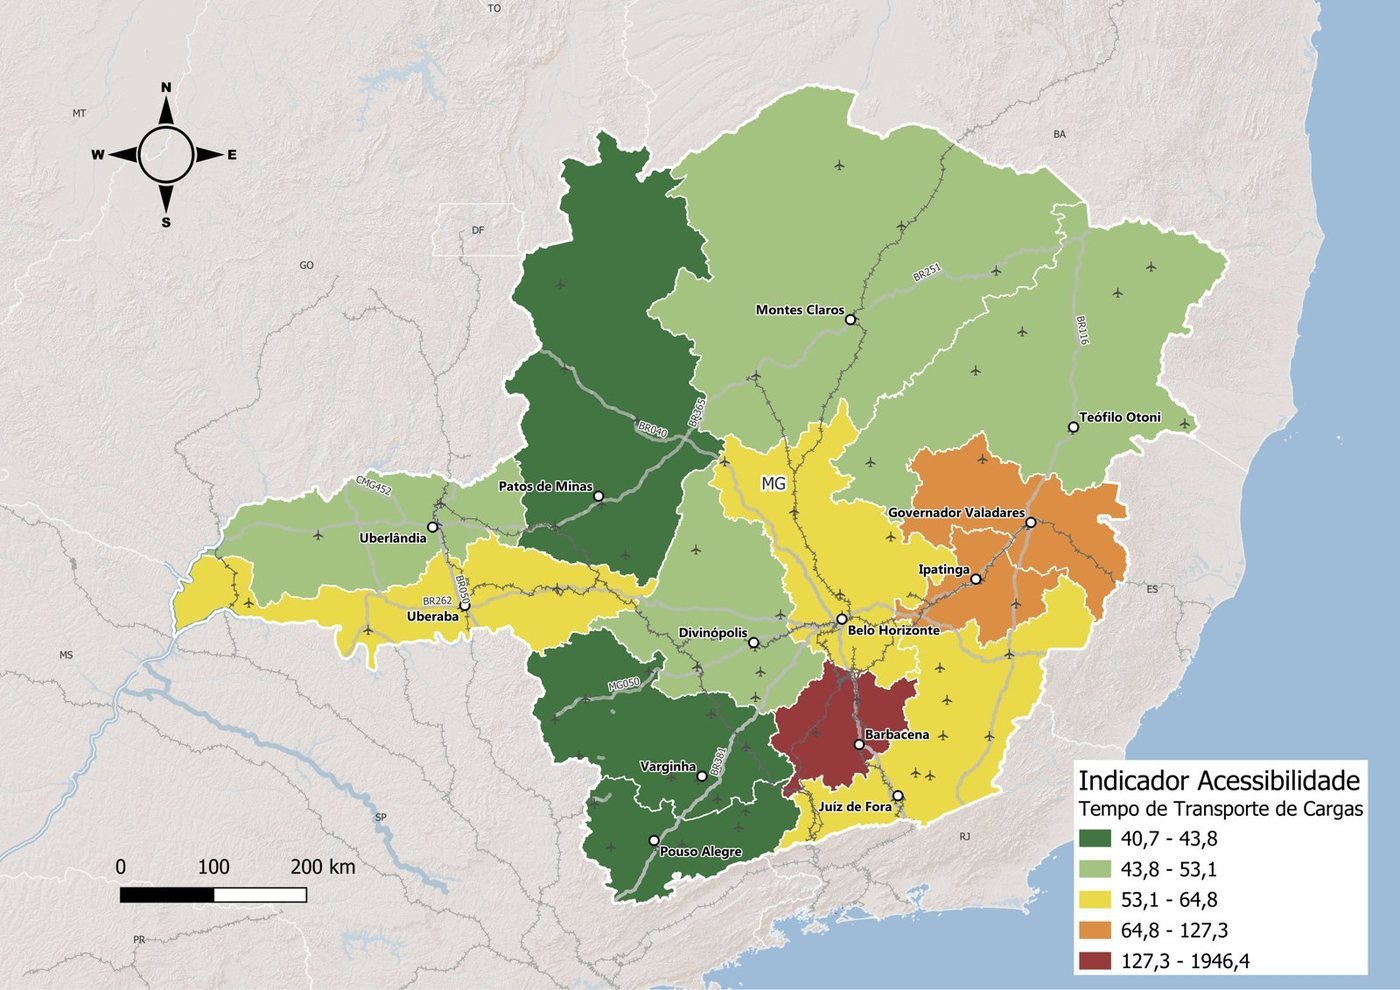 TO
MT
N
W
E
S
BA
DF
GO
BR251
Montes Claros
BR116
BR365
BR040
Teófilo Otoni
MG
CMG452
Patos de Minas
Governador Valadares
Uberlândia
Ipatinga
BR050
BR262
Uberaba
ES
Divinópolis
Belo Horizonte
MS
MG050
Barbacena
BR381
Varginha
Juíz de Fora
SP
RJ
Pouso Alegre
0 100 200 km
PR
Indicador Acessibilidade
Tempo de Transporte de Cargas
40,7 - 43,8
43,8 - 53,1
53,1 - 64,8
64,8 - 127,3
127,3 - 1946,4